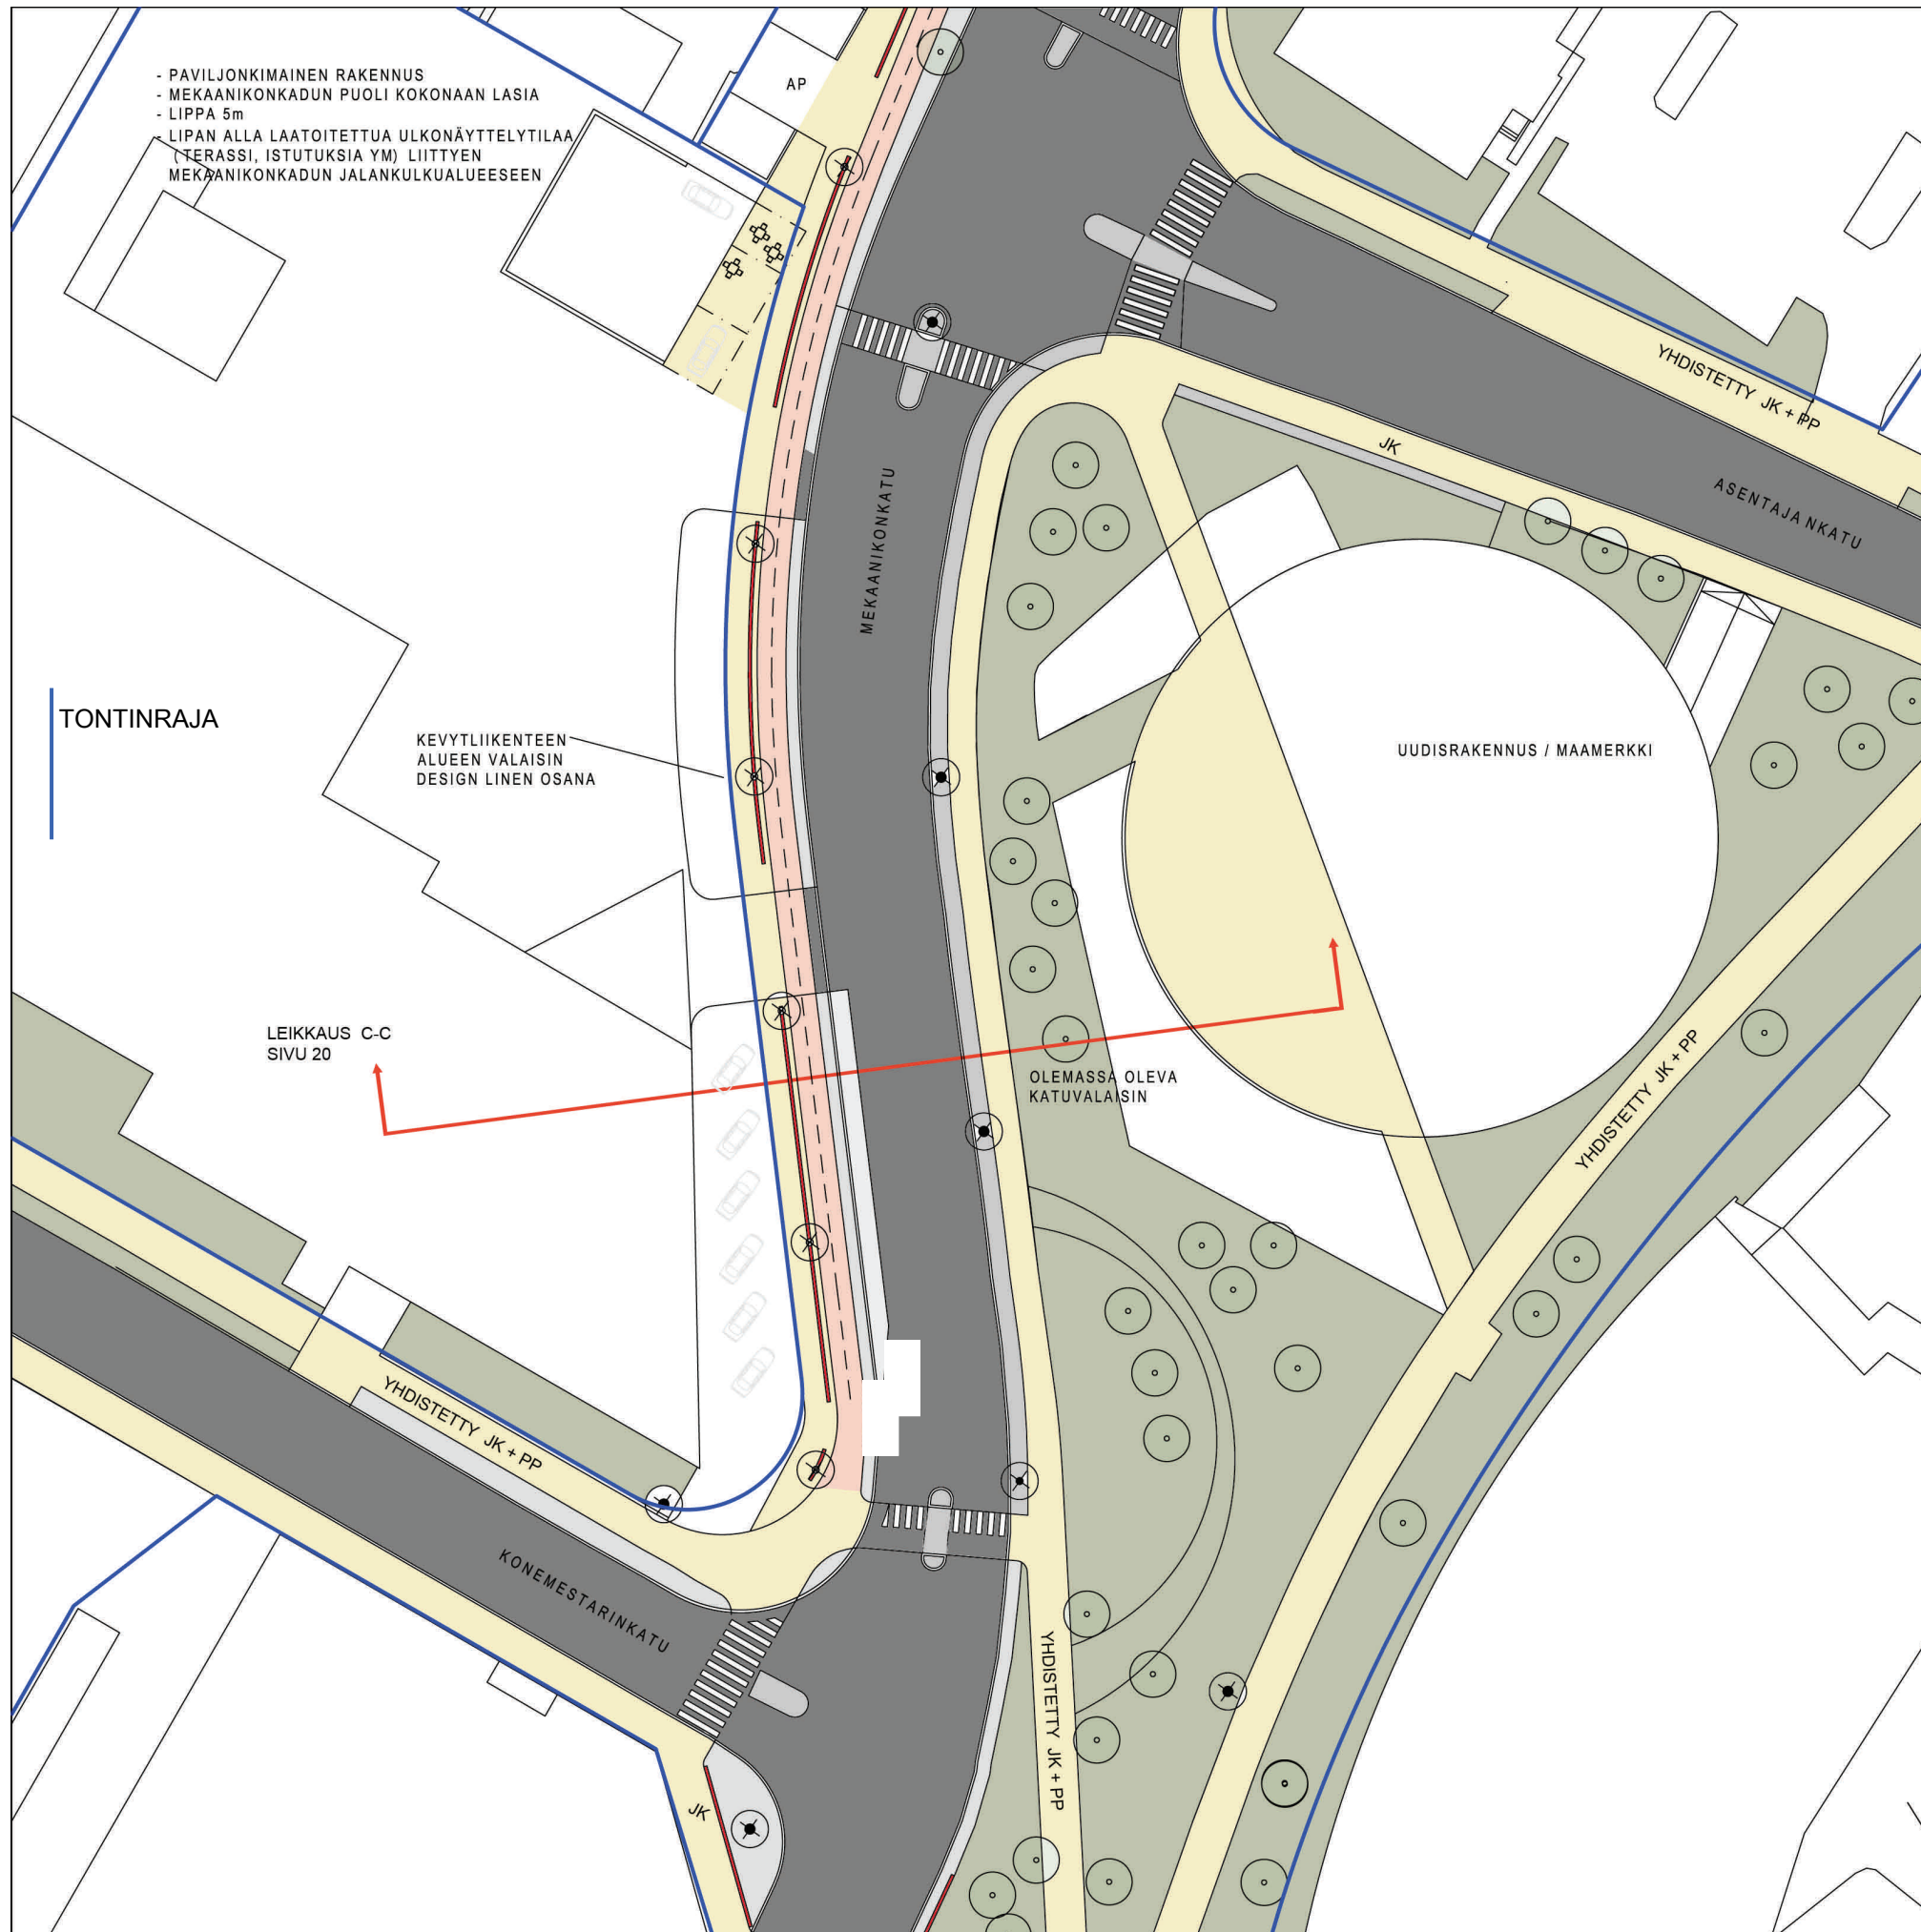 - PAVILJONKIMAINEN RAKENNUS
- MEKAANIKONKADUN PUOLI KOKONAAN LASIA
- LIPPA 5m
- LIPAN ALLA LAATOITETTUA ULKONÄYTTELYTILAA
(TERASSI, ISTUTUKSIA YM) LIITTYEN
MEKAANIKONKADUN JALANKULKUALUEESEEN
AP
YHDISTETTY JK + PP
JK
ASENTAJANKATU
MEKAANIKONKATU
TONTINRAJA
KEVYTLIIKENTEEN
ALUEEN VALAISIN
DESIGN LINEN OSANA
UUDISRAKENNUS / MAAMERKKI
LEIKKAUS C-C
SIVU 20
OLEMASSA OLEVA
KATUVALAISIN
YHDISTETTY JK + PP
YHDISTETTY JK + PP
KONEMESTARINKATU
YHDISTETTY JK + PP
JK